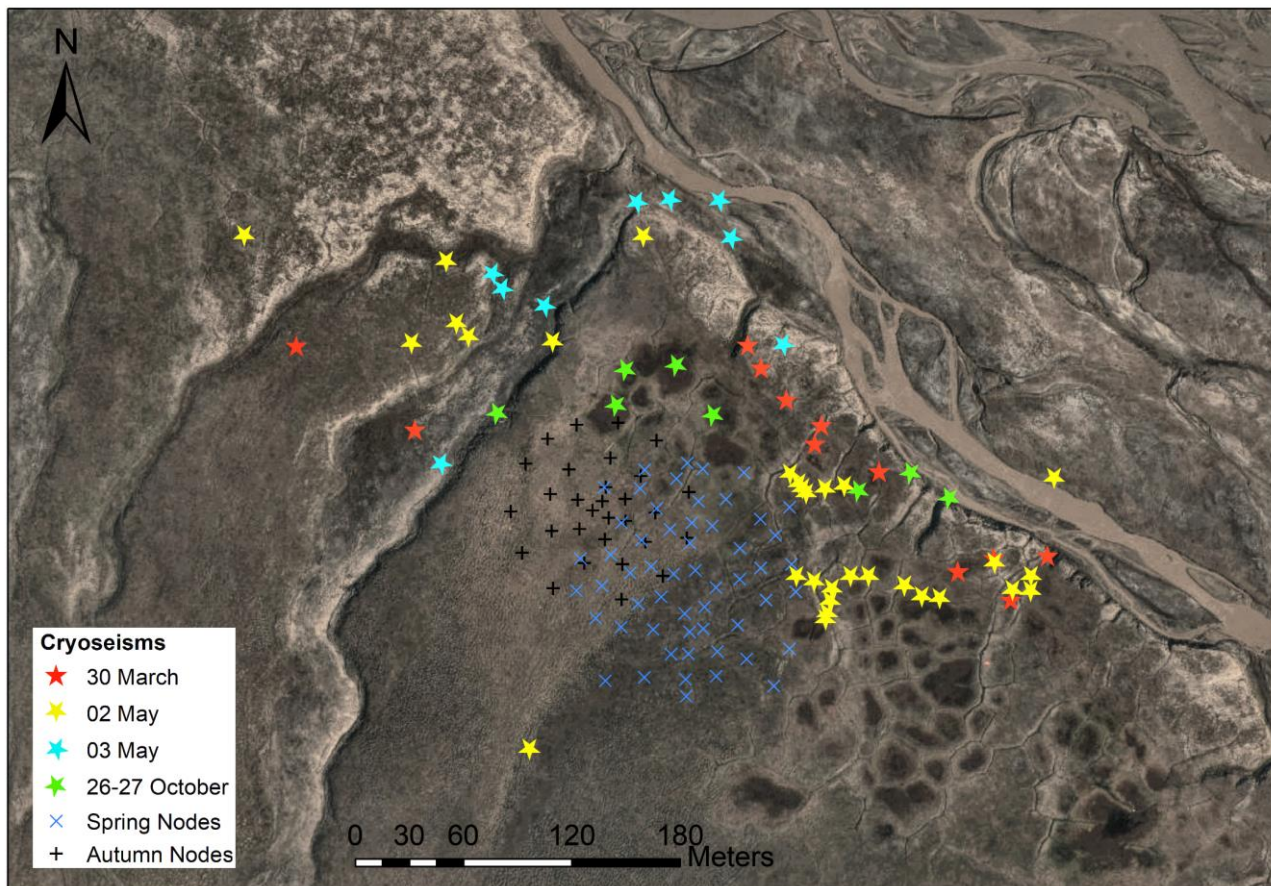 N
Cryoseisms
30 March
02 May
03 May
26-27 October
Spring Nodes
Autumn Nodes
0 30 60 120 180 Meters